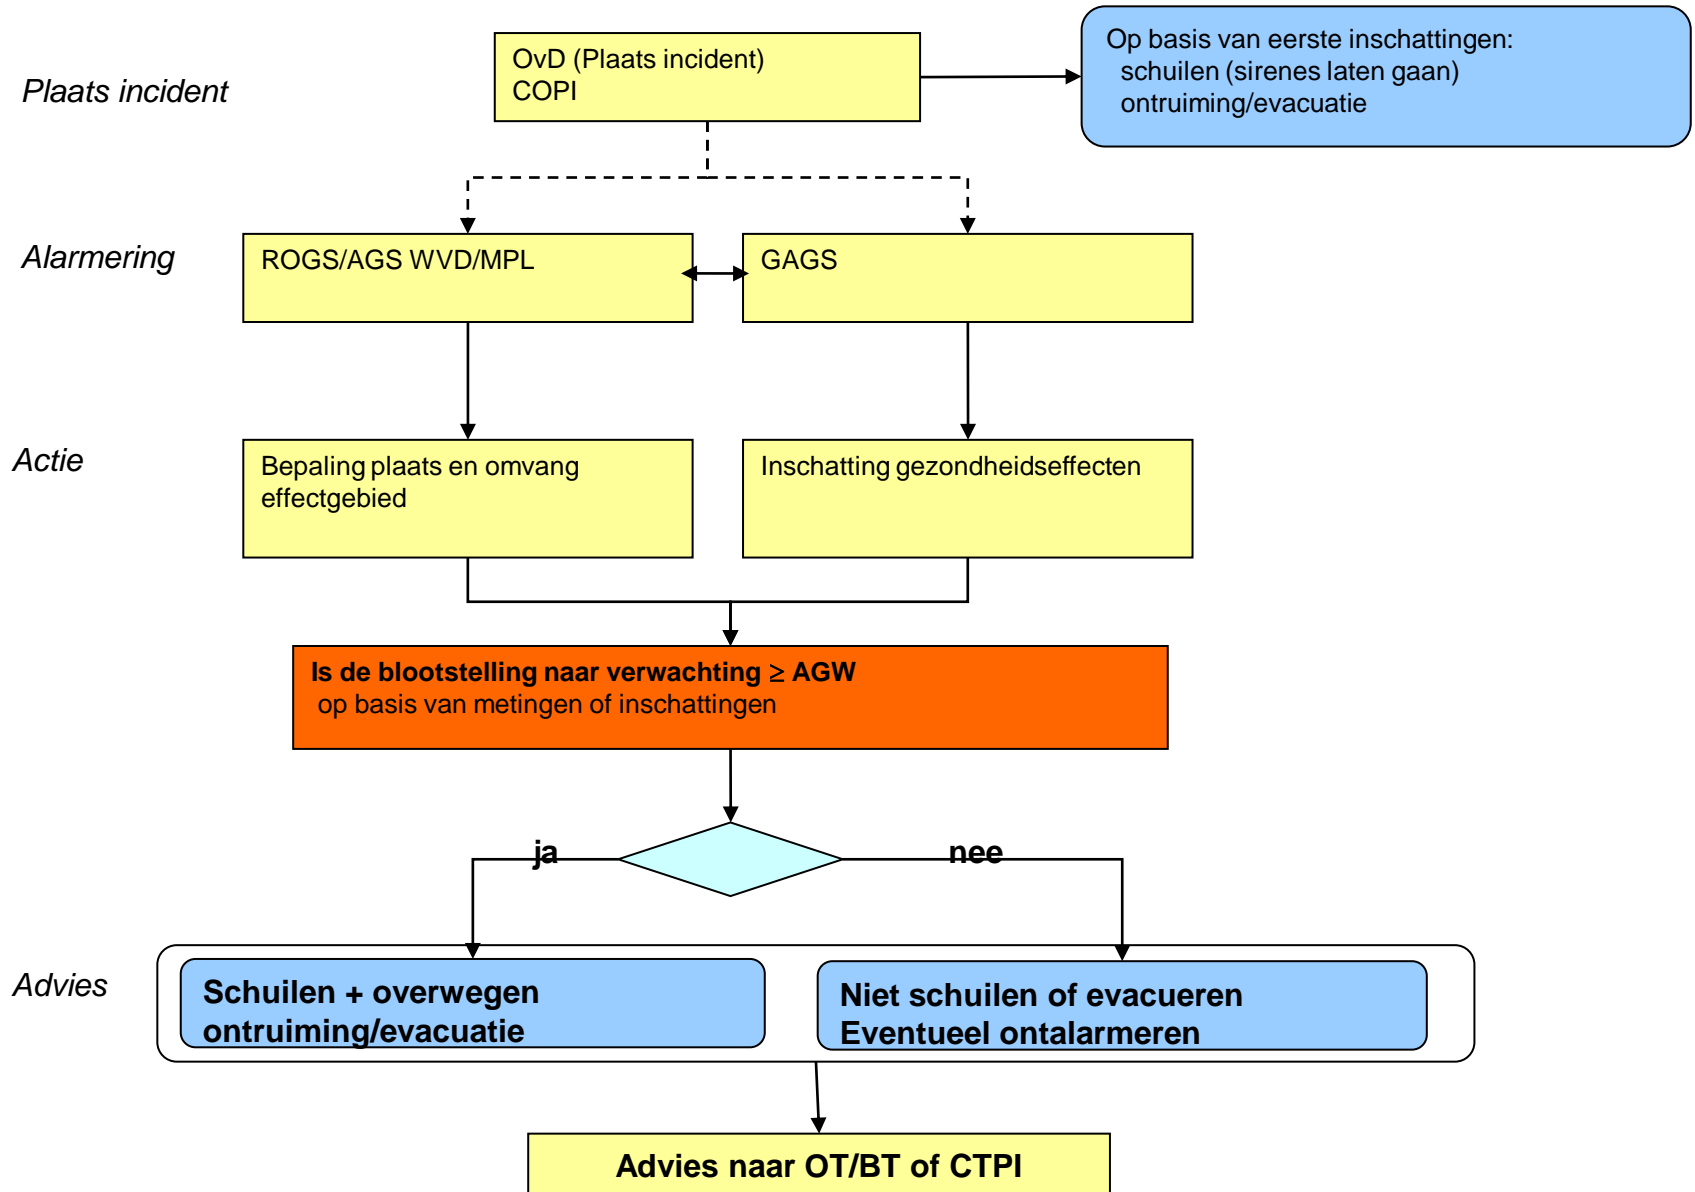 Plaats incident
OvD (Plaats incident)
COPI
Op basis van eerste inschattingen:
schuilen (sirenes laten gaan)
ontruiming/evacuatie
Alarmering
ROGS/AGS WVD/MPL
GAGS
Actie
Bepaling plaats en omvang
effectgebied
Inschatting gezondheidseffecten
Is de blootstelling naar verwachting ≥ AGW
op basis van metingen of inschattingen
ja
nee
Advies
Schuilen + overwegen
ontruiming/evacuatie
Niet schuilen of evacueren
Eventueel ontalarmeren
Advies naar OT/BT of CTPI